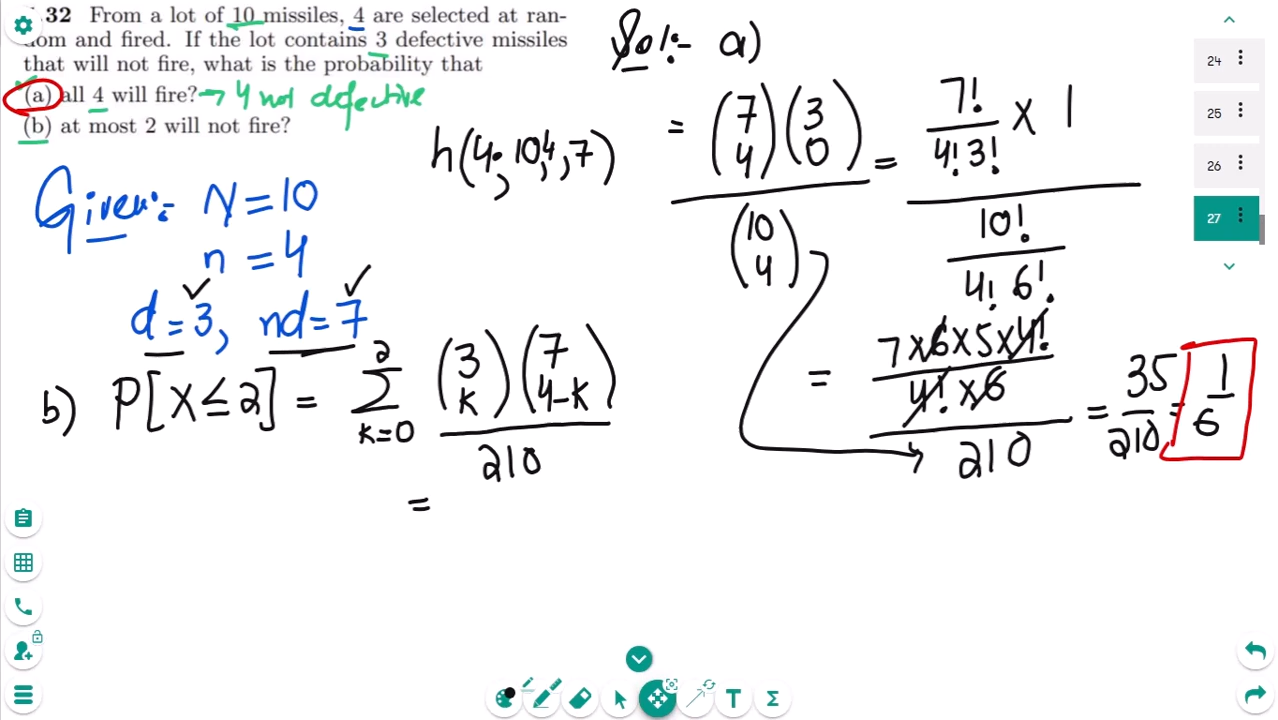 .32 From a lot of 10 missiles, 4 are selected at ran-
dom and fired. If the lot contains 3 defective missiles
that will not fire, what is the probability that
(a) all 4 will fire? → 4 not defective
(b) at most 2 will not fire?
Given:- N = 10
n = 4
d = 3, nd = 7
h(4; 10, 4, 7)
Sol:- a)
= (7 4)(3 0) / (10 4) = 7!/(4! 3!) × 1 / 10!/(4! 6!)
= 7×6×5×4!/(4!×6) / 210 = 35/210 = 1/6
b) P[X ≤ 2] = 2 Σ k=0 (3 k)(7 4-k) / 210
=
24
25
26
27
T
Σ